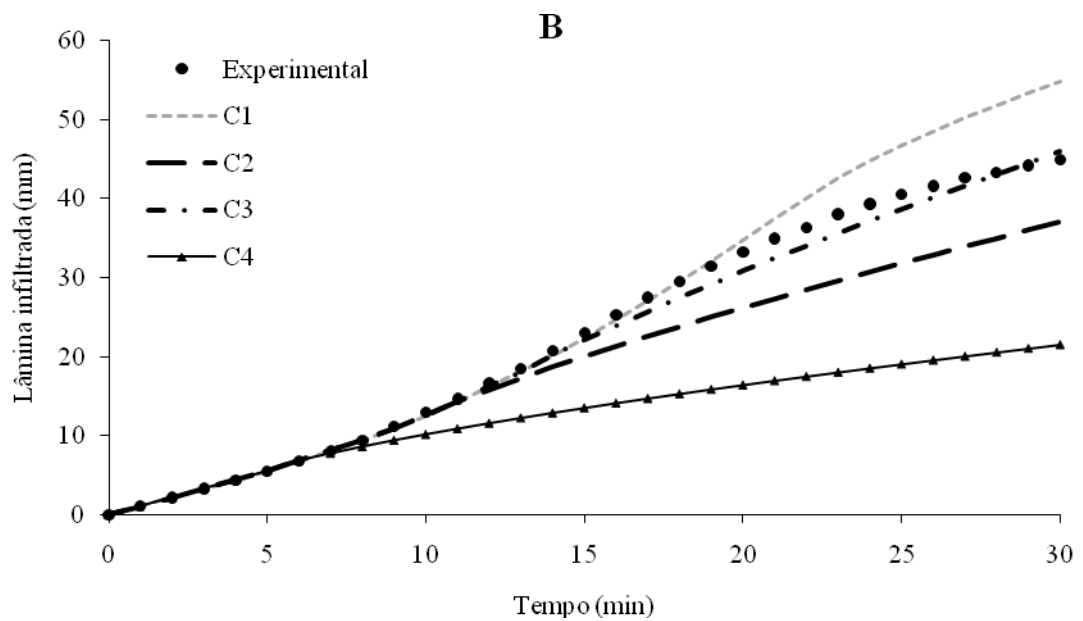 B
Experimental
C1
C2
C3
C4
Lâmina infiltrada (mm)
60
50
40
30
20
10
0
0 5 10 15 20 25 30
Tempo (min)